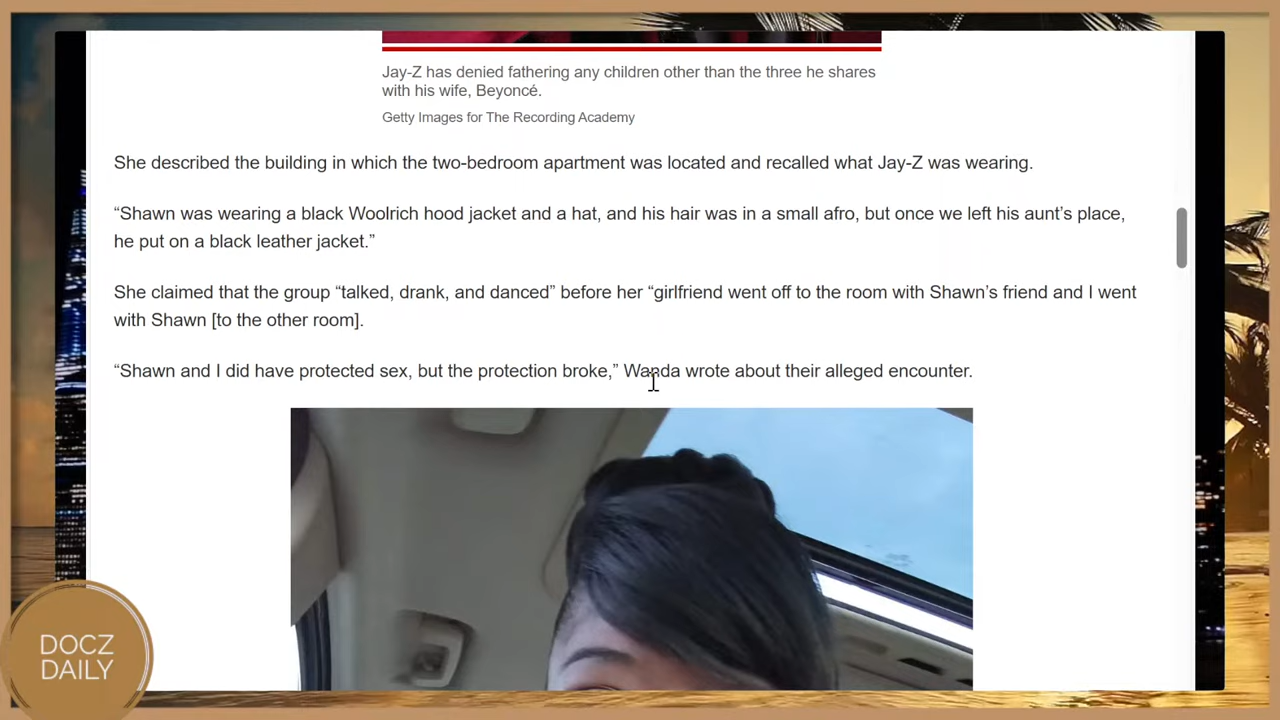 Jay-Z has denied fathering any children other than the three he shares
with his wife, Beyoncé.
Getty Images for The Recording Academy
She described the building in which the two-bedroom apartment was located and recalled what Jay-Z was wearing.
“Shawn was wearing a black Woolrich hood jacket and a hat, and his hair was in a small afro, but once we left his aunt’s place,
he put on a black leather jacket.”
She claimed that the group “talked, drank, and danced” before her “girlfriend went off to the room with Shawn’s friend and I went
with Shawn [to the other room].
“Shawn and I did have protected sex, but the protection broke,” Wanda wrote about their alleged encounter.
DOCZ
DAILY